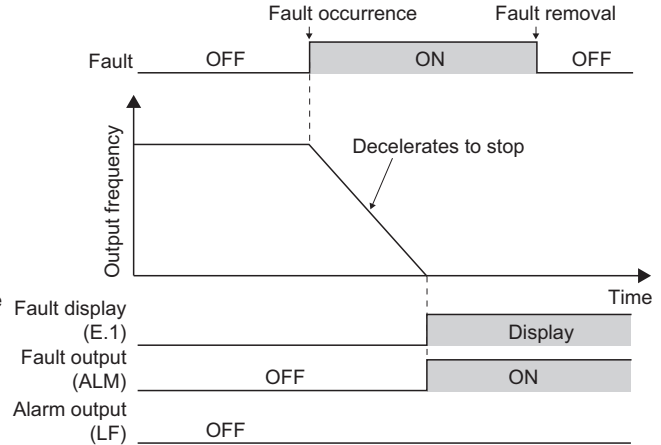 Fault occurrence
Fault removal
Fault
OFF
ON
OFF
Output frequency
Decelerates to stop
Time
e
Fault display
(E.1)
Display
Fault output
(ALM)
OFF
ON
Alarm output
(LF)
OFF